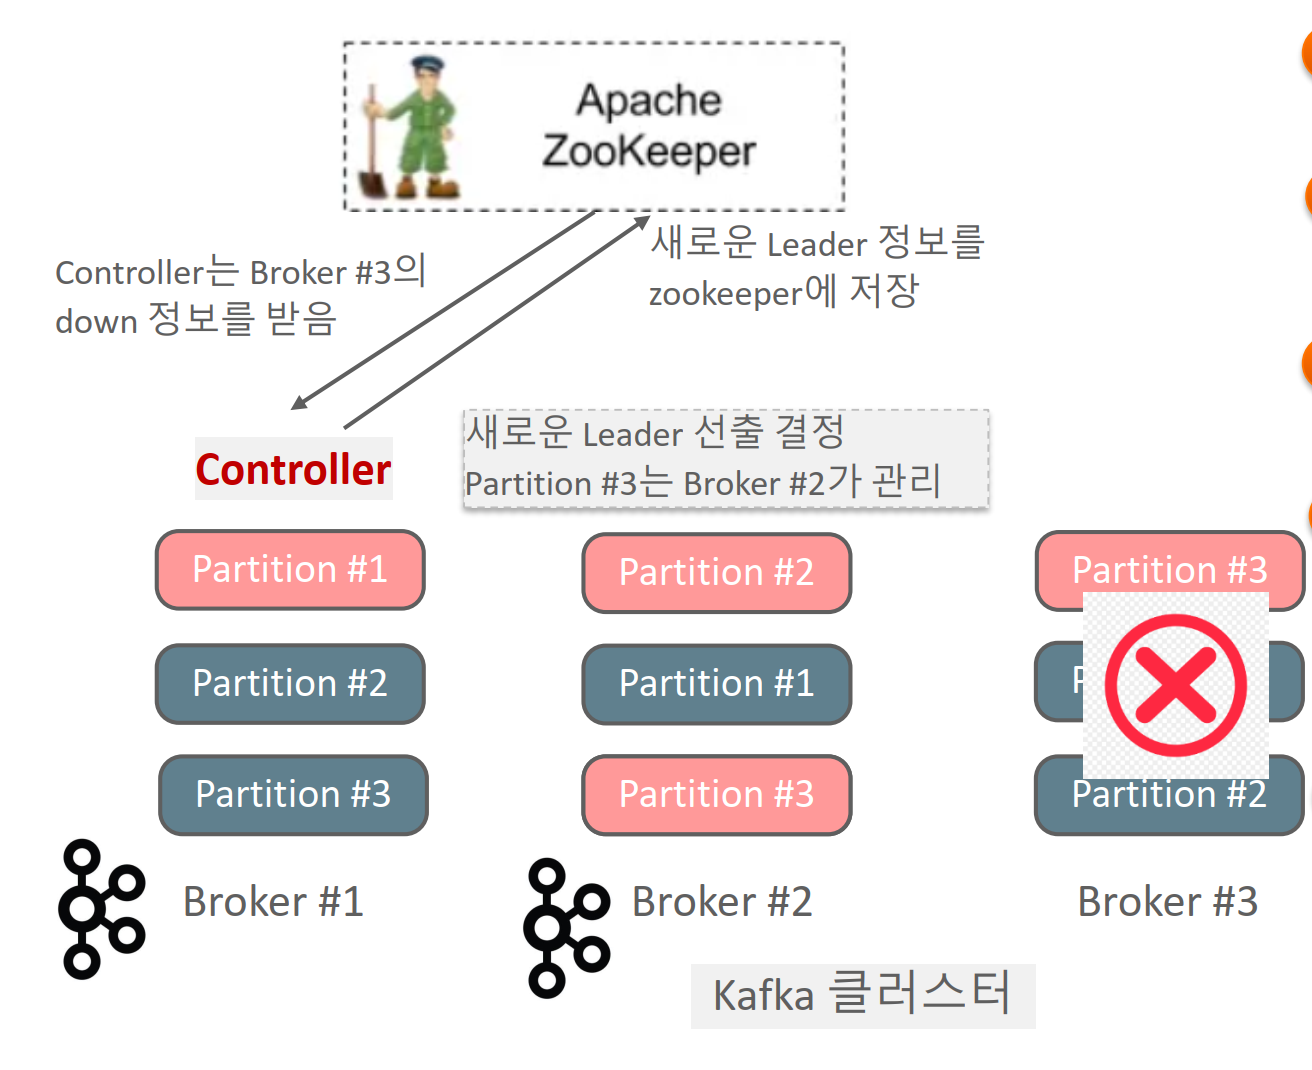 Apache
ZooKeeper
Controller는 Broker #3의
down 정보를 받음
새로운 Leader 정보를
zookeeper에 저장
Controller
새로운 Leader 선출 결정
Partition #3는 Broker #2가 관리
Partition #1
Partition #2
Partition #3
Partition #2
Partition #1
Partition #3
Partition #3
Partition #2
Broker #1
Broker #2
Broker #3
Kafka 클러스터